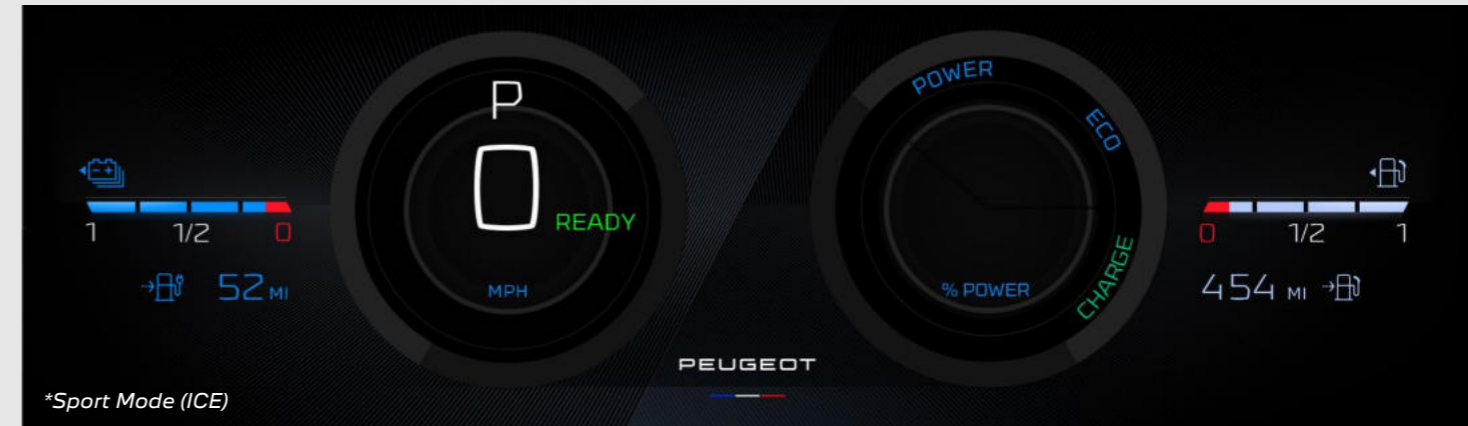 P
0
READY
MPH
1 1/2 0
52 MI
POWER
ECO
CHARGE
% POWER
0 1/2 1
454 MI
PEUGEOT
*Sport Mode (ICE)